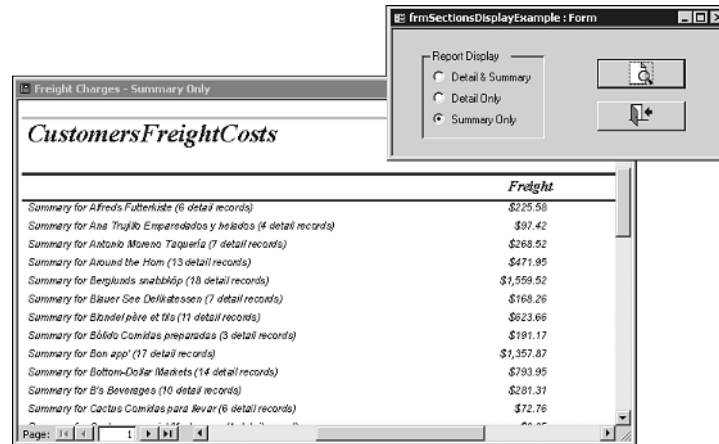 frmSectionsDisplayExample : Form
Report Display
Detail & Summary
Detail Only
Summary Only
Freight Charges - Summary Only
CustomersFreightCosts
Freight
Summary for Alfreds Futterkiste (6 detail records) $225.58
Summary for Ana Trujillo Emparedados y helados (4 detail records) $97.42
Summary for Antonio Moreno Taquería (7 detail records) $268.52
Summary for Around the Horn (13 detail records) $471.95
Summary for Berglunds snabbköp (18 detail records) $1,559.52
Summary for Blauer See Delikatessen (7 detail records) $168.26
Summary for Blondel père et fils (11 detail records) $623.66
Summary for Bólido Comidas preparadas (3 detail records) $191.17
Summary for Bon app' (17 detail records) $1,357.87
Summary for Bottom-Dollar Markets (14 detail records) $793.95
Summary for B's Beverages (10 detail records) $281.31
Summary for Cactus Comidas para llevar (6 detail records) $72.76
Page: 1